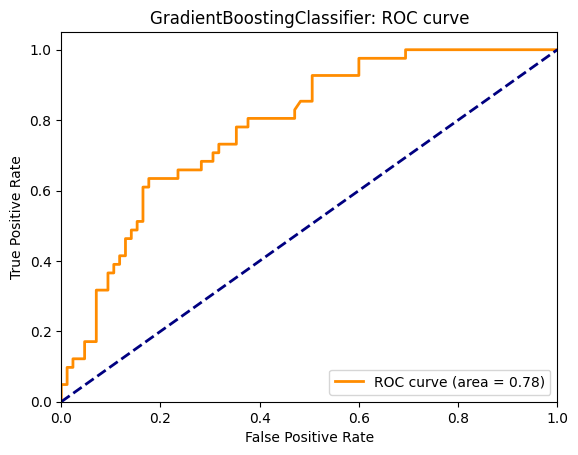 GradientBoostingClassifier: ROC curve
True Positive Rate
1.0
0.8
0.6
0.4
0.2
0.0
ROC curve (area = 0.78)
0.0 0.2 0.4 0.6 0.8 1.0
False Positive Rate